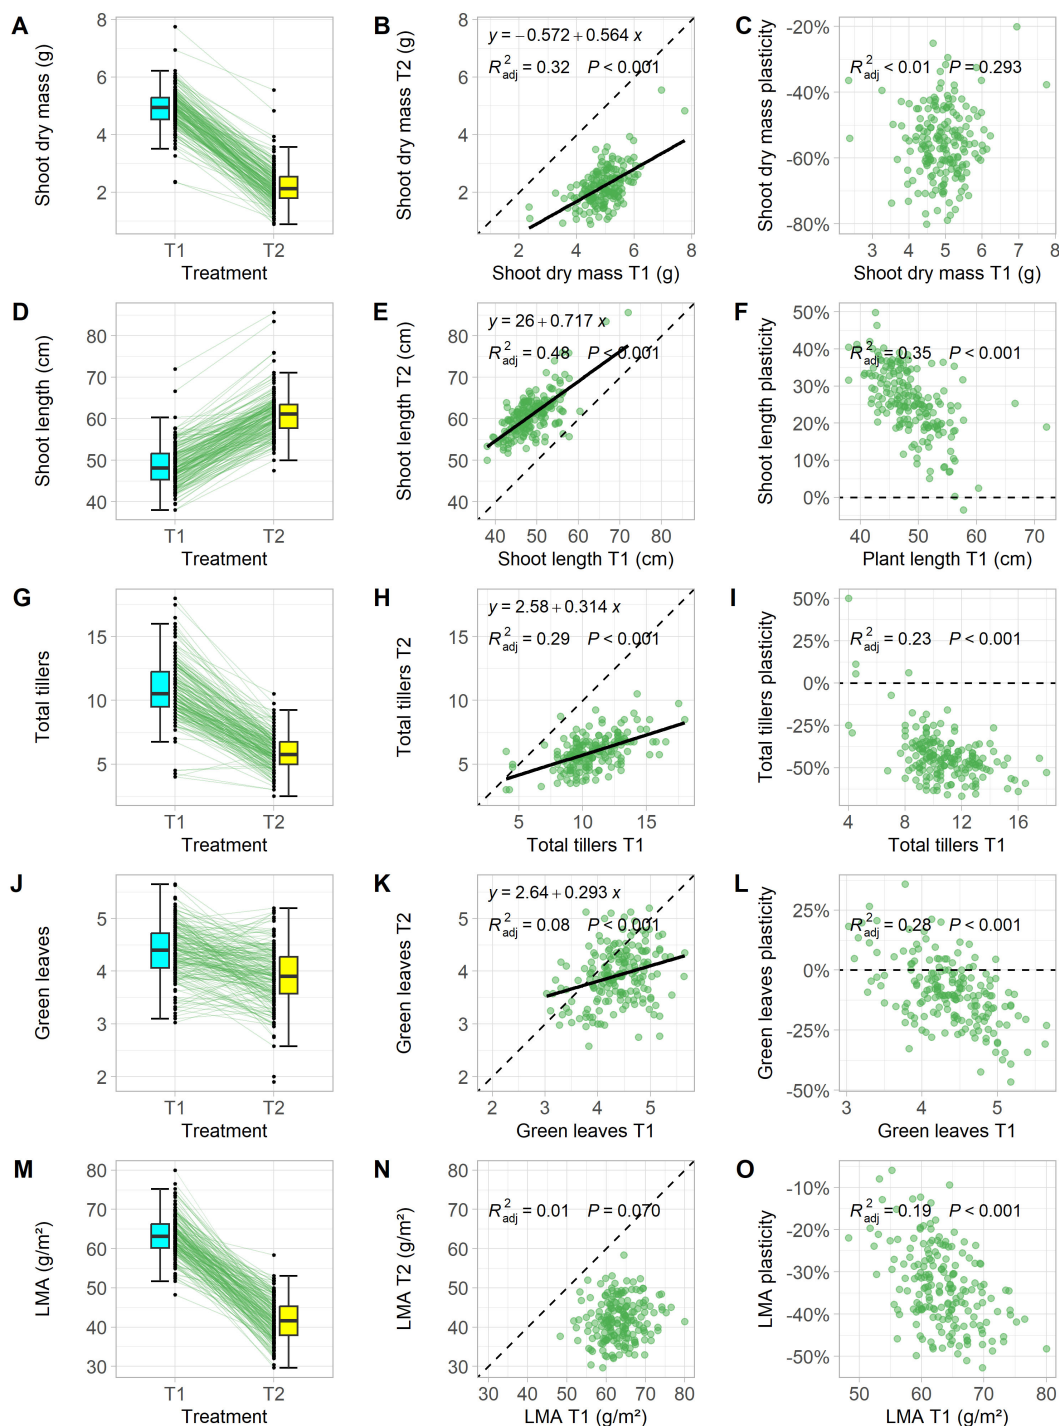 A
Shoot dry mass (g)
8
6
4
2
T1 T2
Treatment
B
Shoot dry mass T2 (g)
y = −0.572 + 0.564 x
R²adj = 0.32 P < 0.001
8
6
4
2
2 4 6 8
Shoot dry mass T1 (g)
C
Shoot dry mass plasticity
R²adj < 0.01 P = 0.293
-20%
-40%
-60%
-80%
3 4 5 6 7 8
Shoot dry mass T1 (g)
D
Shoot length (cm)
80
70
60
50
40
T1 T2
Treatment
E
Shoot length T2 (cm)
y = 26 + 0.717 x
R²adj = 0.48 P < 0.001
80
70
60
50
40
40 50 60 70 80
Shoot length T1 (cm)
F
Shoot length plasticity
R²adj = 0.35 P < 0.001
50%
40%
30%
20%
10%
0%
40 50 60 70
Plant length T1 (cm)
G
Total tillers
15
10
5
T1 T2
Treatment
H
Total tillers T2
y = 2.58 + 0.314 x
R²adj = 0.29 P < 0.001
15
10
5
5 10 15
Total tillers T1
I
Total tillers plasticity
R²adj = 0.23 P < 0.001
50%
25%
0%
-25%
-50%
4 8 12 16
Total tillers T1
J
Green leaves
5
4
3
2
T1 T2
Treatment
K
Green leaves T2
y = 2.64 + 0.293 x
R²adj = 0.08 P < 0.001
5
4
3
2
2 3 4 5
Green leaves T1
L
Green leaves plasticity
R²adj = 0.28 P < 0.001
25%
0%
-25%
-50%
3 4 5
Green leaves T1
M
LMA (g/m²)
80
70
60
50
40
30
T1 T2
Treatment
N
LMA T2 (g/m²)
R²adj = 0.01 P = 0.070
80
70
60
50
40
30
30 40 50 60 70 80
LMA T1 (g/m²)
O
LMA plasticity
R²adj = 0.19 P < 0.001
-10%
-20%
-30%
-40%
-50%
50 60 70 80
LMA T1 (g/m²)